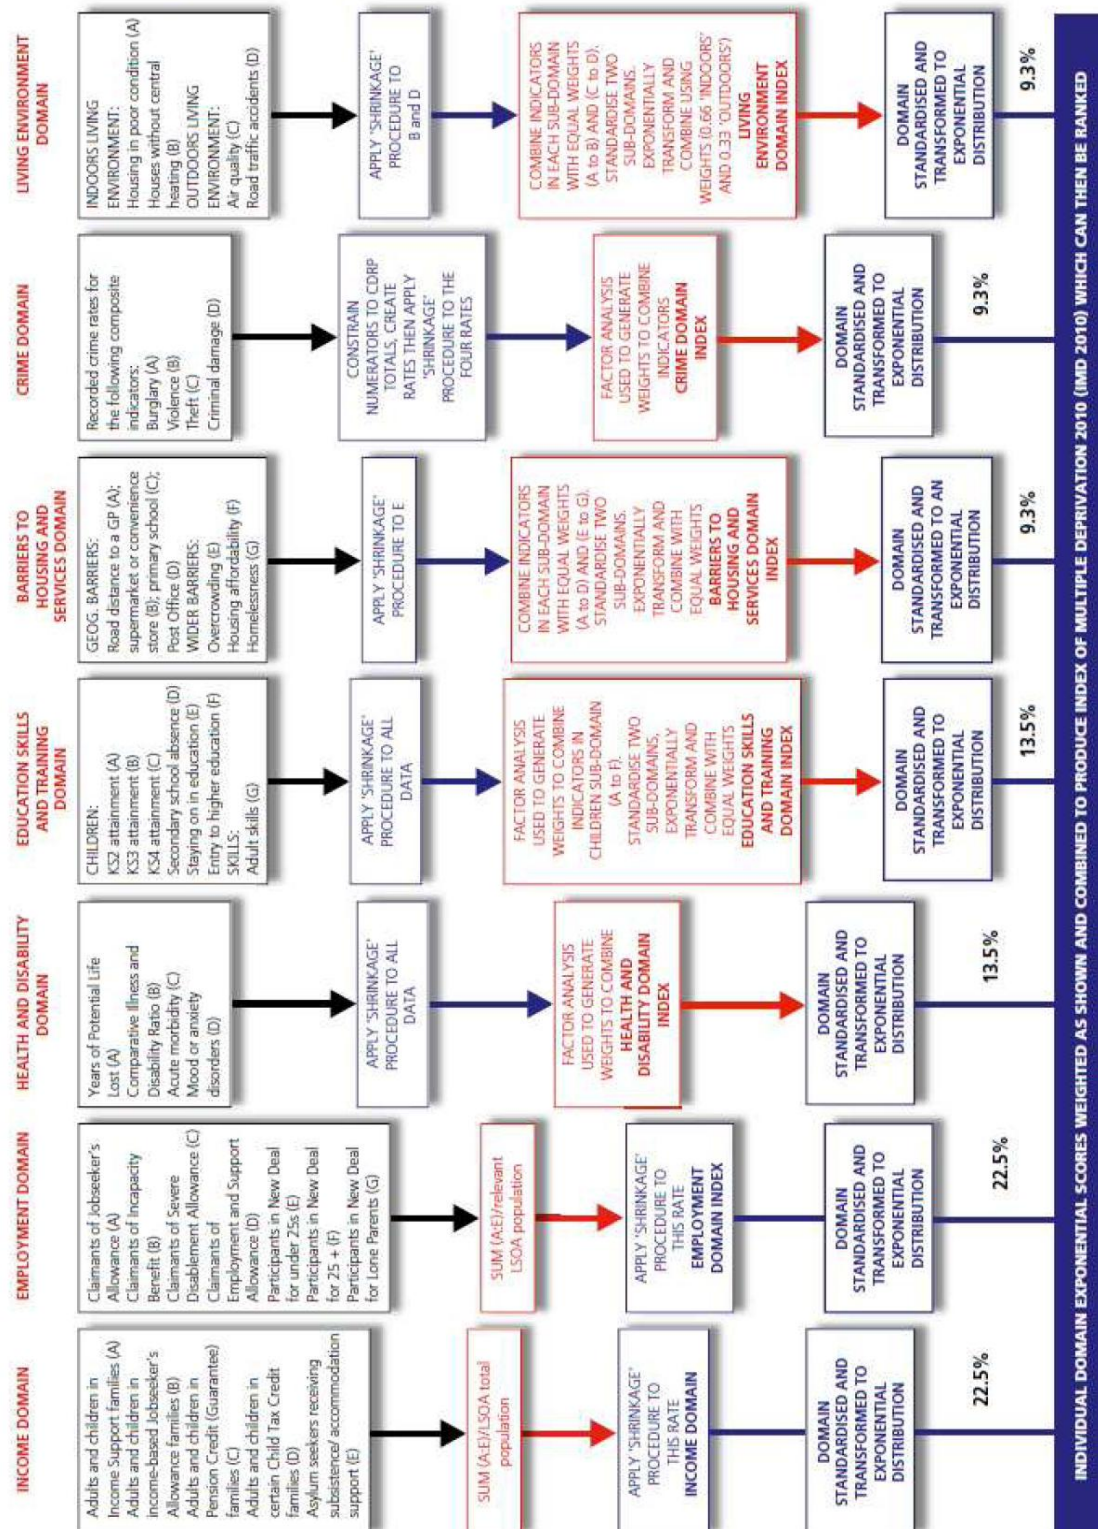 INCOME DOMAIN
Adults and children in
Income Support families (A)
Adults and children in
income-based Jobseeker's
Allowance families (B)
Adults and children in
Pension Credit (Guarantee)
families (C)
Adults and children in
certain Child Tax Credit
families (D)
Asylum seekers receiving
subsistence/ accommodation
support (E)
SUM (A:E)/LSOA total
population
APPLY 'SHRINKAGE'
PROCEDURE TO
THIS RATE
INCOME DOMAIN
DOMAIN
STANDARDISED AND
TRANSFORMED TO
EXPONENTIAL
DISTRIBUTION
22.5%
EMPLOYMENT DOMAIN
Claimants of Jobseeker's
Allowance (A)
Claimants of Incapacity
Benefit (B)
Claimants of Severe
Disablement Allowance (C)
Claimants of
Employment and Support
Allowance (D)
Participants in New Deal
for under 25s (E)
Participants in New Deal
for 25 + (F)
Participants in New Deal
for Lone Parents (G)
SUM (A:E)/relevant
LSOA population
APPLY 'SHRINKAGE'
PROCEDURE TO
THIS RATE
EMPLOYMENT
DOMAIN INDEX
DOMAIN
STANDARDISED AND
TRANSFORMED TO
EXPONENTIAL
DISTRIBUTION
22.5%
HEALTH AND DISABILITY
DOMAIN
Years of Potential Life
Lost (A)
Comparative Illness and
Disability Ratio (B)
Acute morbidity (C)
Mood or anxiety
disorders (D)
APPLY 'SHRINKAGE'
PROCEDURE TO ALL
DATA
FACTOR ANALYSIS
USED TO GENERATE
WEIGHTS TO COMBINE
HEALTH AND
DISABILITY DOMAIN
INDEX
DOMAIN
STANDARDISED AND
TRANSFORMED TO
EXPONENTIAL
DISTRIBUTION
13.5%
EDUCATION SKILLS
AND TRAINING
DOMAIN
CHILDREN:
KS2 attainment (A)
KS3 attainment (B)
KS4 attainment (C)
Secondary school absence (D)
Staying on in education (E)
Entry to higher education (F)
SKILLS:
Adult skills (G)
APPLY 'SHRINKAGE'
PROCEDURE TO ALL
DATA
FACTOR ANALYSIS
USED TO GENERATE
WEIGHTS TO COMBINE
INDICATORS IN
CHILDREN SUB-DOMAIN
(A to F).
STANDARDISE TWO
SUB-DOMAINS,
EXPONENTIALLY
TRANSFORM AND
COMBINE WITH
EQUAL WEIGHTS
EDUCATION SKILLS
AND TRAINING
DOMAIN INDEX
DOMAIN
STANDARDISED AND
TRANSFORMED TO
EXPONENTIAL
DISTRIBUTION
13.5%
BARRIERS TO
HOUSING AND
SERVICES DOMAIN
GEOG. BARRIERS:
Road distance to a GP (A);
supermarket or convenience
store (B); primary school (C);
Post Office (D)
WIDER BARRIERS:
Overcrowding (E)
Housing affordability (F)
Homelessness (G)
APPLY 'SHRINKAGE'
PROCEDURE TO E
COMBINE INDICATORS
IN EACH SUB-DOMAIN
WITH EQUAL WEIGHTS
(A to D) AND (E to G).
STANDARDISE TWO
SUB-DOMAINS.
EXPONENTIALLY
TRANSFORM AND
COMBINE WITH
EQUAL WEIGHTS
BARRIERS TO
HOUSING AND
SERVICES DOMAIN
INDEX
DOMAIN
STANDARDISED AND
TRANSFORMED TO AN
EXPONENTIAL
DISTRIBUTION
9.3%
CRIME DOMAIN
Recorded crime rates for
the following composite
indicators:
Burglary (A)
Violence (B)
Theft (C)
Criminal damage (D)
CONSTRAIN
NUMERATORS TO CDRP
TOTALS, CREATE
RATES THEN APPLY
'SHRINKAGE'
PROCEDURE TO THE
FOUR RATES
FACTOR ANALYSIS
USED TO GENERATE
WEIGHTS TO COMBINE
INDICATORS
CRIME DOMAIN
INDEX
DOMAIN
STANDARDISED AND
TRANSFORMED TO
EXPONENTIAL
DISTRIBUTION
9.3%
LIVING ENVIRONMENT
DOMAIN
INDOORS LIVING
ENVIRONMENT:
Housing in poor condition (A)
Houses without central
heating (B)
OUTDOORS LIVING
ENVIRONMENT:
Air quality (C)
Road traffic accidents (D)
APPLY 'SHRINKAGE'
PROCEDURE TO
B and D
COMBINE INDICATORS
IN EACH SUB-DOMAIN
WITH EQUAL WEIGHTS
(A to B) AND (C to D).
STANDARDISE TWO
SUB-DOMAINS.
EXPONENTIALLY
TRANSFORM AND
COMBINE USING
WEIGHTS (0.66 'INDOORS'
AND 0.33 'OUTDOORS')
LIVING
ENVIRONMENT
DOMAIN INDEX
DOMAIN
STANDARDISED AND
TRANSFORMED TO
EXPONENTIAL
DISTRIBUTION
9.3%
INDIVIDUAL DOMAIN EXPONENTIAL SCORES WEIGHTED AS SHOWN AND COMBINED TO PRODUCE INDEX OF MULTIPLE DEPRIVATION 2010 (IMD 2010) WHICH CAN THEN BE RANKED